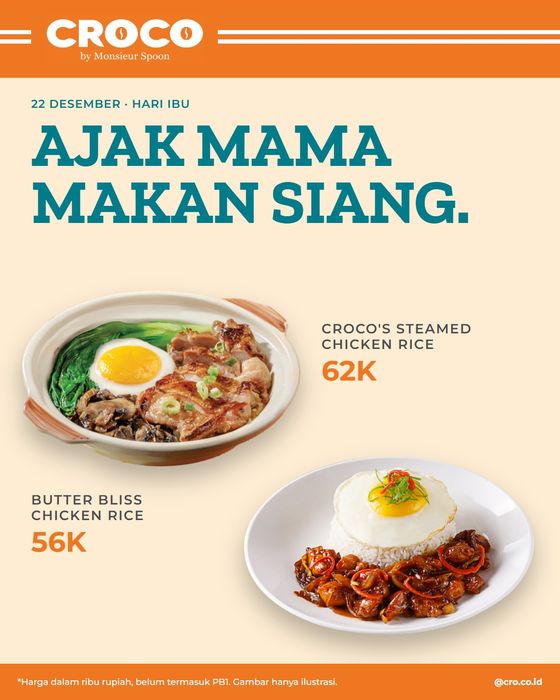 CROCO
by Monsieur Spoon
22 DESEMBER · HARI IBU
AJAK MAMA
MAKAN SIANG.
CROCO'S STEAMED
CHICKEN RICE
62K
BUTTER BLISS
CHICKEN RICE
56K
*Harga dalam ribu rupiah, belum termasuk PB1. Gambar hanya ilustrasi.
@cro.co.id